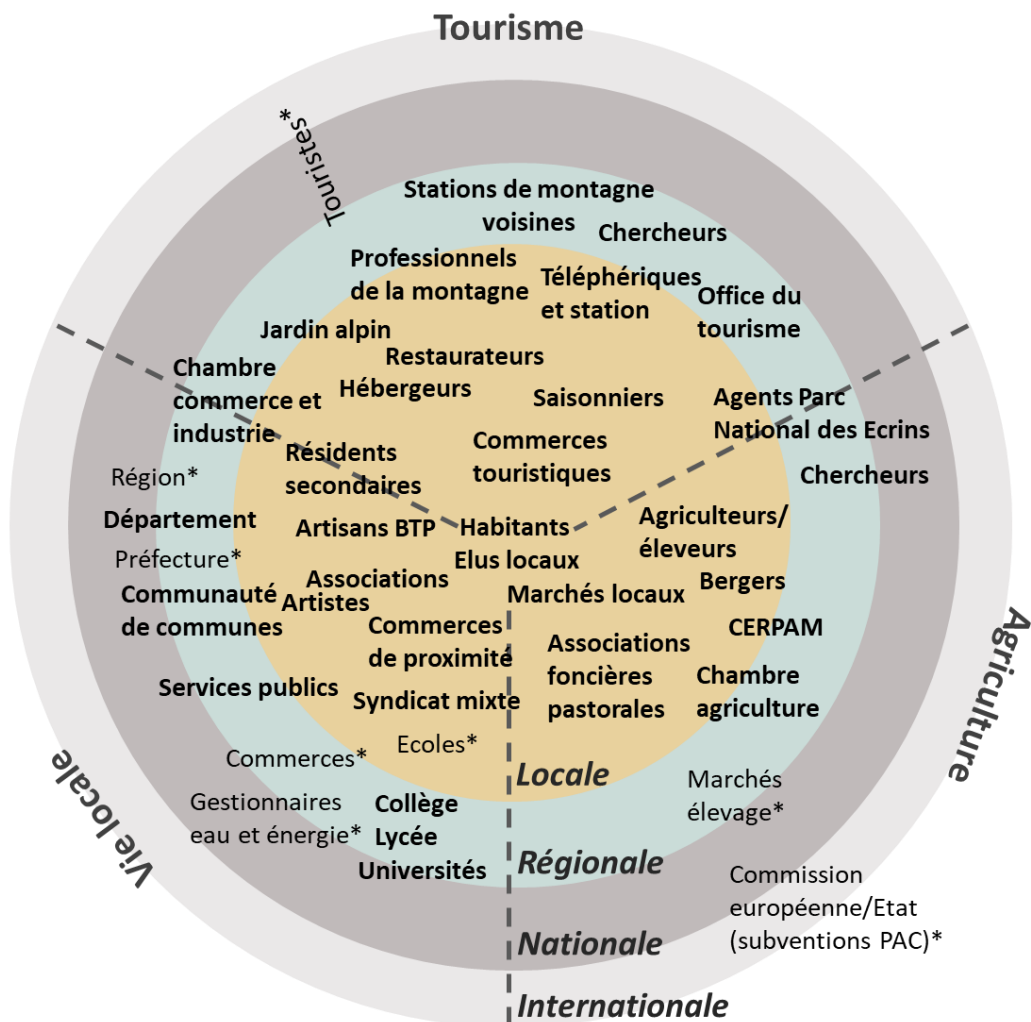 Tourisme
Touristes*
Stations de montagne
voisines
Chercheurs
Professionnels
de la montagne
Téléphériques
et station
Office du
tourisme
Jardin alpin
Restaurateurs
Chambre
commerce et
industrie
Hébergeurs
Saisonniers
Agents Parc
National des Ecrins
Résidents
secondaires
Commerces
touristiques
Chercheurs
Région*
Département
Préfecture*
Communauté
de communes
Artisans BTP
Habitants
Elus locaux
Agriculteurs/
éleveurs
Bergers
Associations
Artistes
Marchés locaux
Commerces
de proximité
CERPAM
Associations
foncières
pastorales
Chambre
agriculture
Services publics
Syndicat mixte
Ecoles*
Commerces*
Locale
Marchés
élevage*
Agriculture
Vie locale
Gestionnaires
eau et énergie*
Collège
Lycée
Universités
Régionale
Commission
européenne/Etat
(subventions PAC)*
Nationale
Internationale